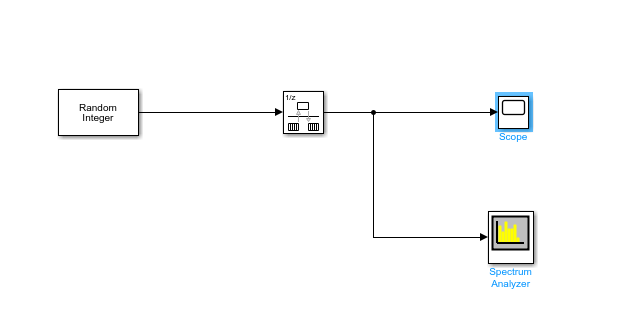 Random
Integer
1/z
Scope
Spectrum
Analyzer